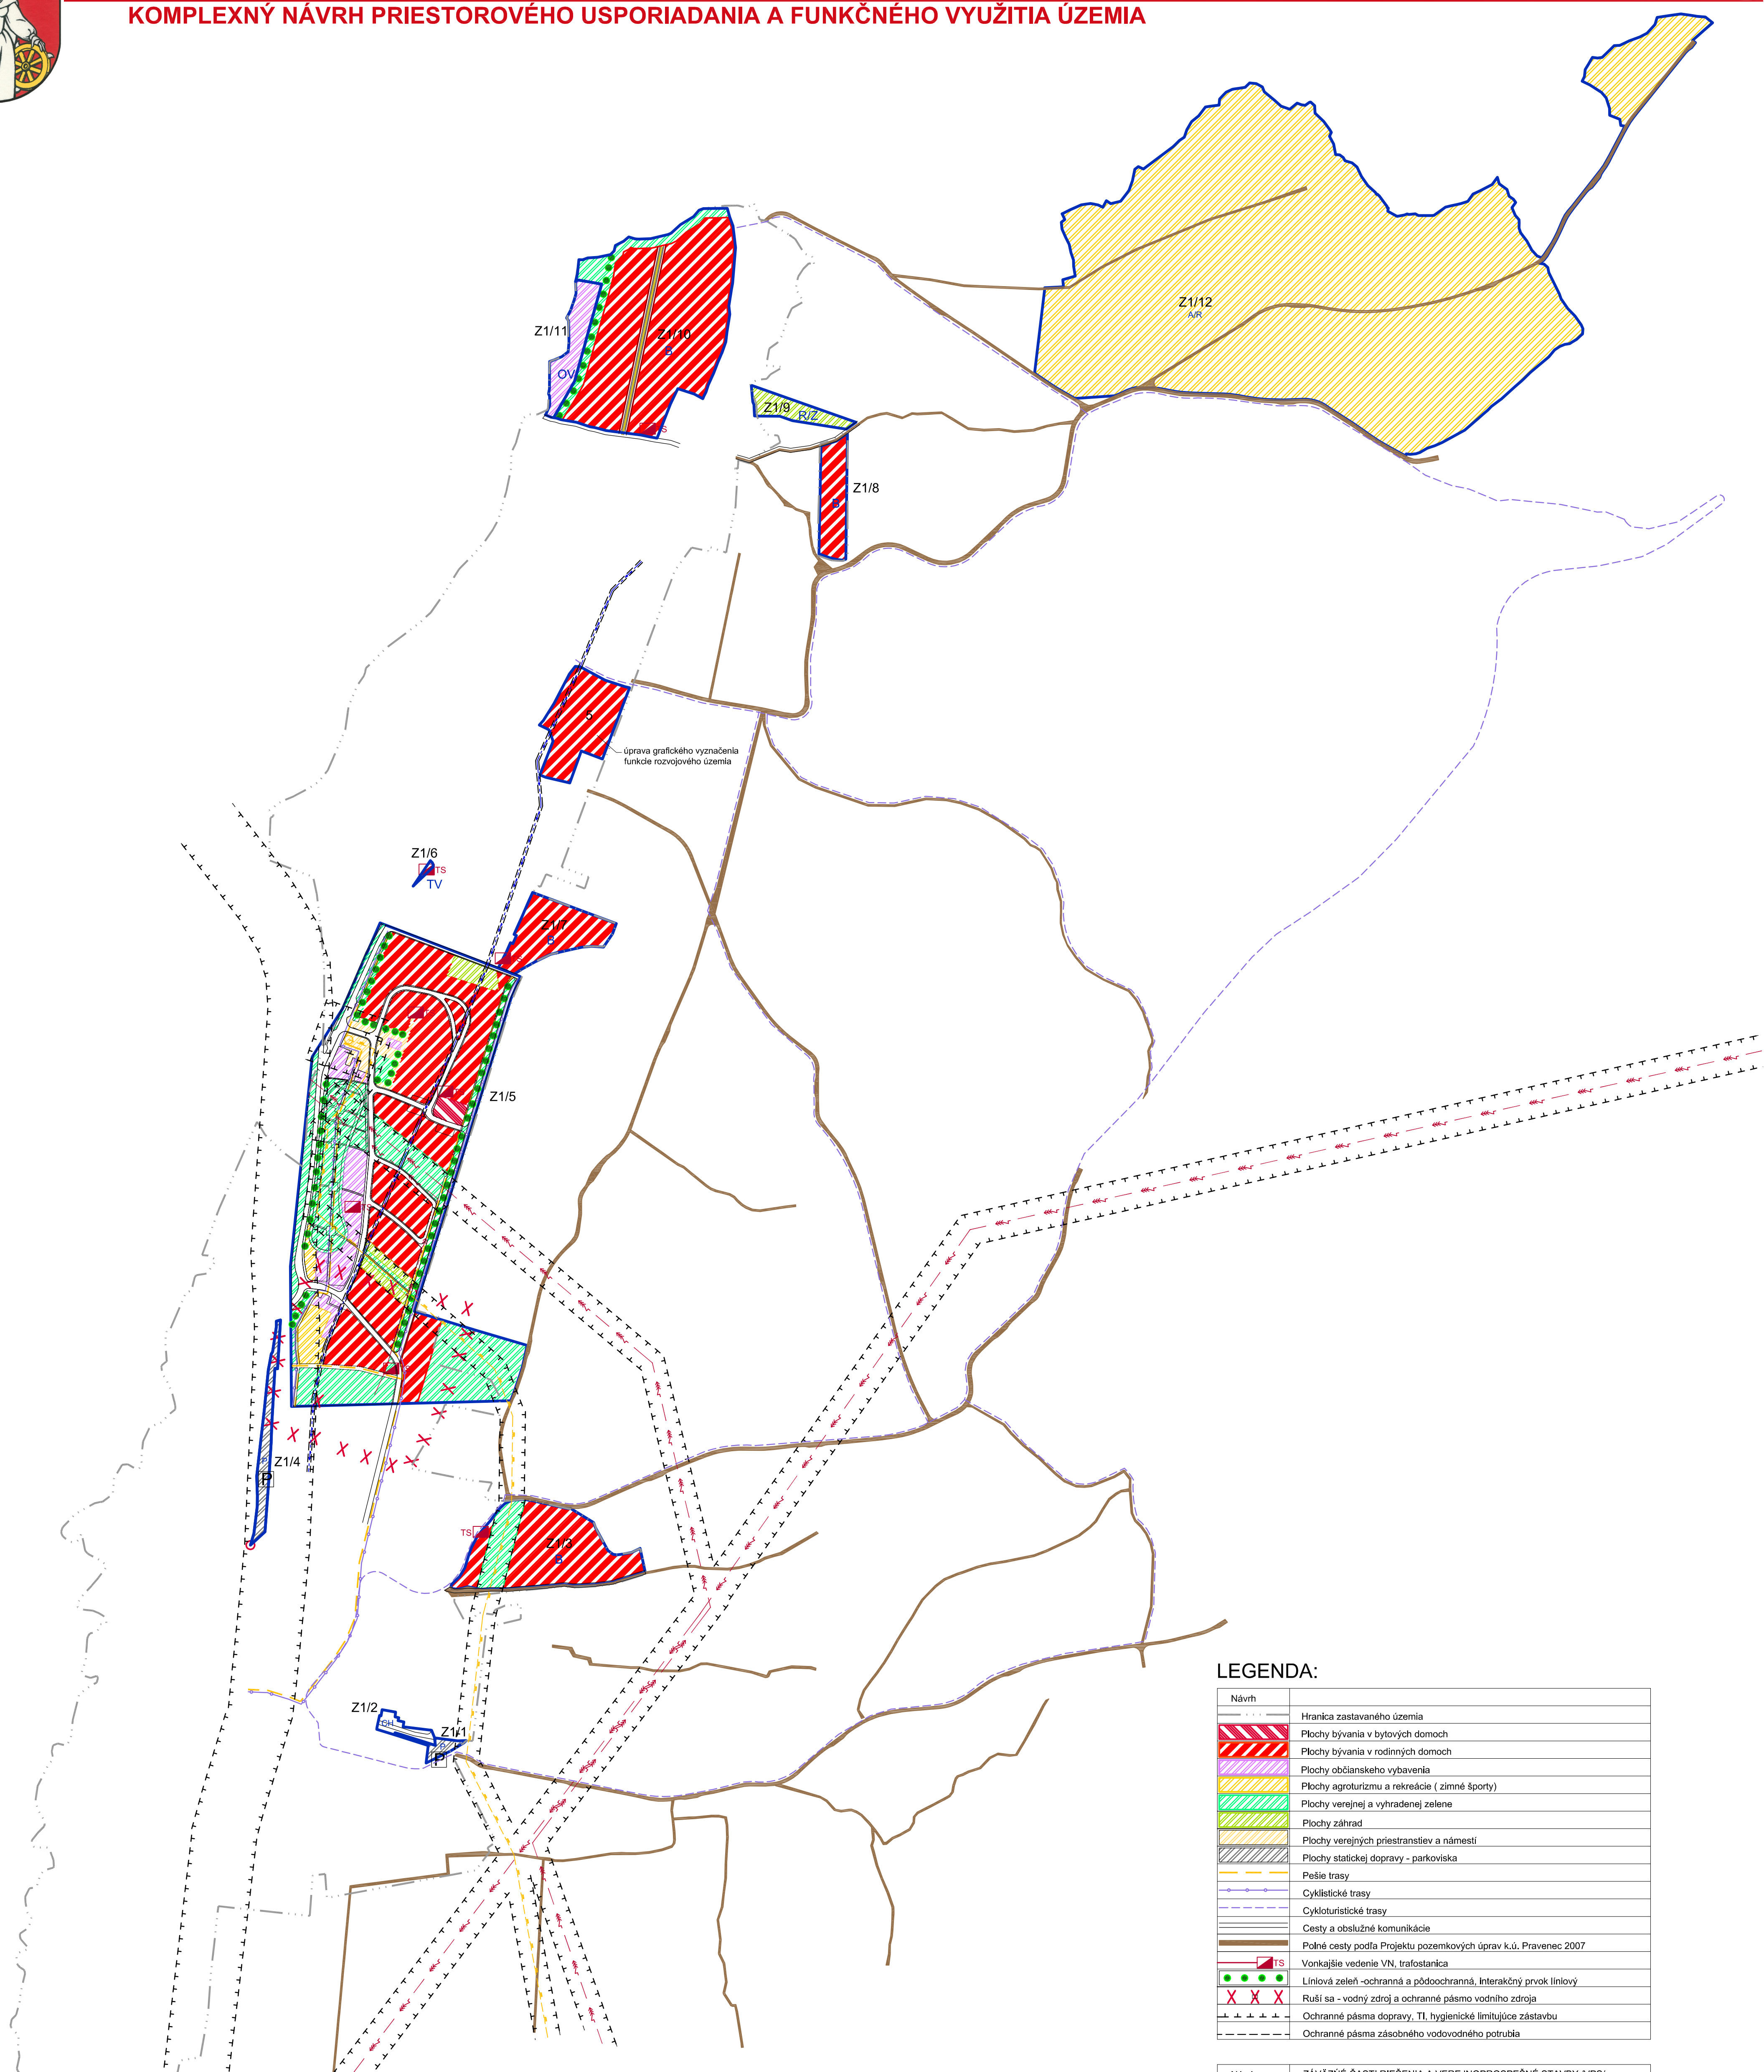 KOMPLEXNÝ NÁVRH PRIESTOROVÉHO USPORIADANIA A FUNKČNÉHO VYUŽITIA ÚZEMIA
Z1/12
A/R
Z1/11
OV
Z1/10
B
TS
Z1/9
R/Z
Z1/8
B
5
úprava grafického vyznačenia
funkcie rozvojového územia
Z1/6
TS
TV
Z1/7
B
Z1/5
TS
Z1/4
P
TS
Z1/3
B
Z1/2
Z1/1
P
LEGENDA:
Návrh
Hranica zastavaného územia
Plochy bývania v bytových domoch
Plochy bývania v rodinných domoch
Plochy občianskeho vybavenia
Plochy agroturizmu a rekreácie ( zimné športy)
Plochy verejnej a vyhradenej zelene
Plochy záhrad
Plochy verejných priestranstiev a námestí
Plochy statickej dopravy - parkoviska
Pešie trasy
Cyklistické trasy
Cykloturistické trasy
Cesty a obslužné komunikácie
Poľné cesty podľa Projektu pozemkových úprav k.ú. Pravenec 2007
TS Vonkajšie vedenie VN, trafostanica
Líniová zeleň -ochranná a pôdoochranná, interakčný prvok líniový
Ruší sa - vodný zdroj a ochranné pásmo vodního zdroja
Ochranné pásma dopravy, TI, hygienické limitujúce zástavbu
Ochranné pásma zásobného vodovodného potrubia